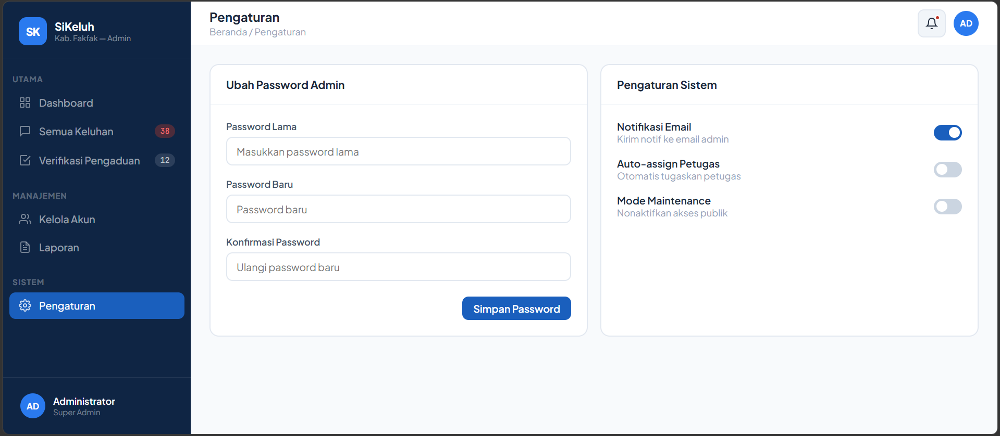 SK
SiKeluh
Kab. Fakfak — Admin
UTAMA
Dashboard
Semua Keluhan 38
Verifikasi Pengaduan 12
MANAJEMEN
Kelola Akun
Laporan
SISTEM
Pengaturan
AD
Administrator
Super Admin
Pengaturan
Beranda / Pengaturan
AD
Ubah Password Admin
Password Lama
Masukkan password lama
Password Baru
Password baru
Konfirmasi Password
Ulangi password baru
Simpan Password
Pengaturan Sistem
Notifikasi Email
Kirim notif ke email admin
Auto-assign Petugas
Otomatis tugaskan petugas
Mode Maintenance
Nonaktifkan akses publik